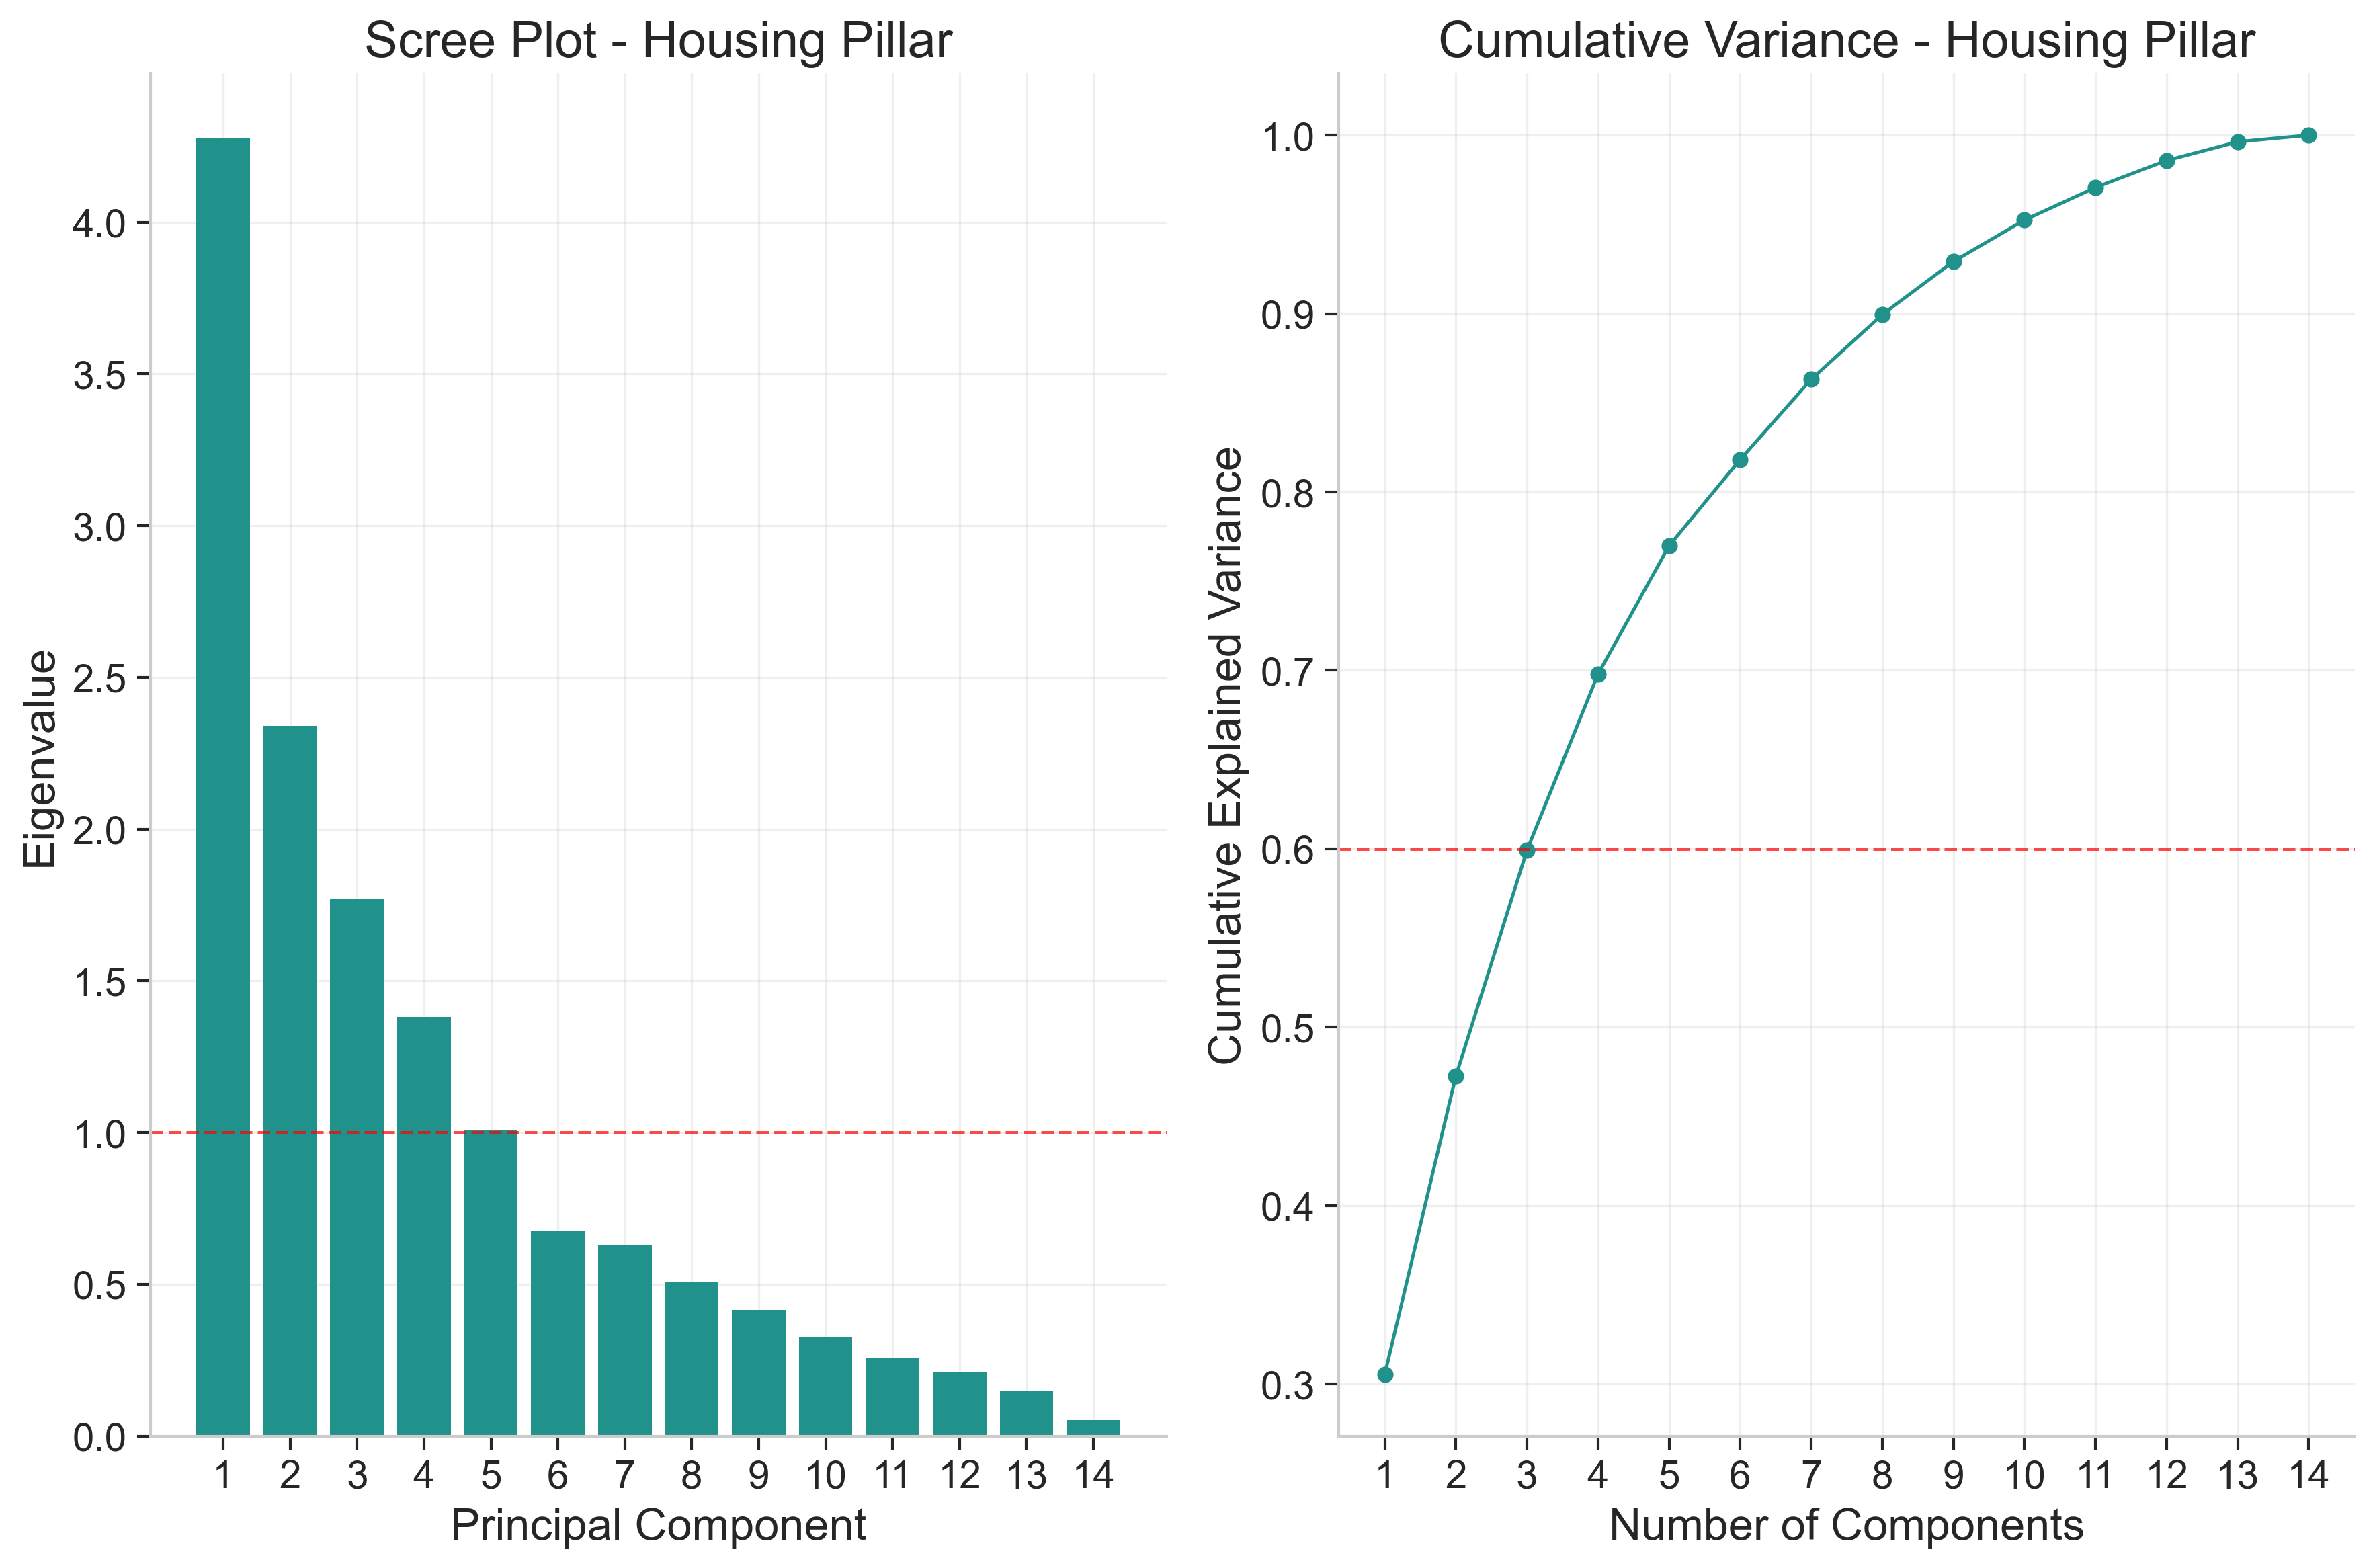 Scree Plot - Housing Pillar
Eigenvalue
4.0
3.5
3.0
2.5
2.0
1.5
1.0
0.5
0.0
1 2 3 4 5 6 7 8 9 10 11 12 13 14
Principal Component
Cumulative Variance - Housing Pillar
Cumulative Explained Variance
1.0
0.9
0.8
0.7
0.6
0.5
0.4
0.3
1 2 3 4 5 6 7 8 9 10 11 12 13 14
Number of Components